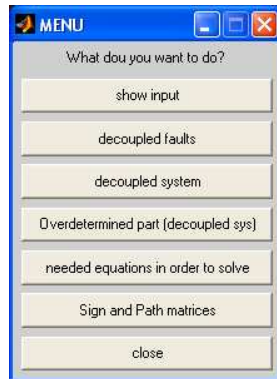 MENU
What dou you want to do?
show input
decoupled faults
decoupled system
Overdetermined part (decoupled sys)
needed equations in order to solve
Sign and Path matrices
close